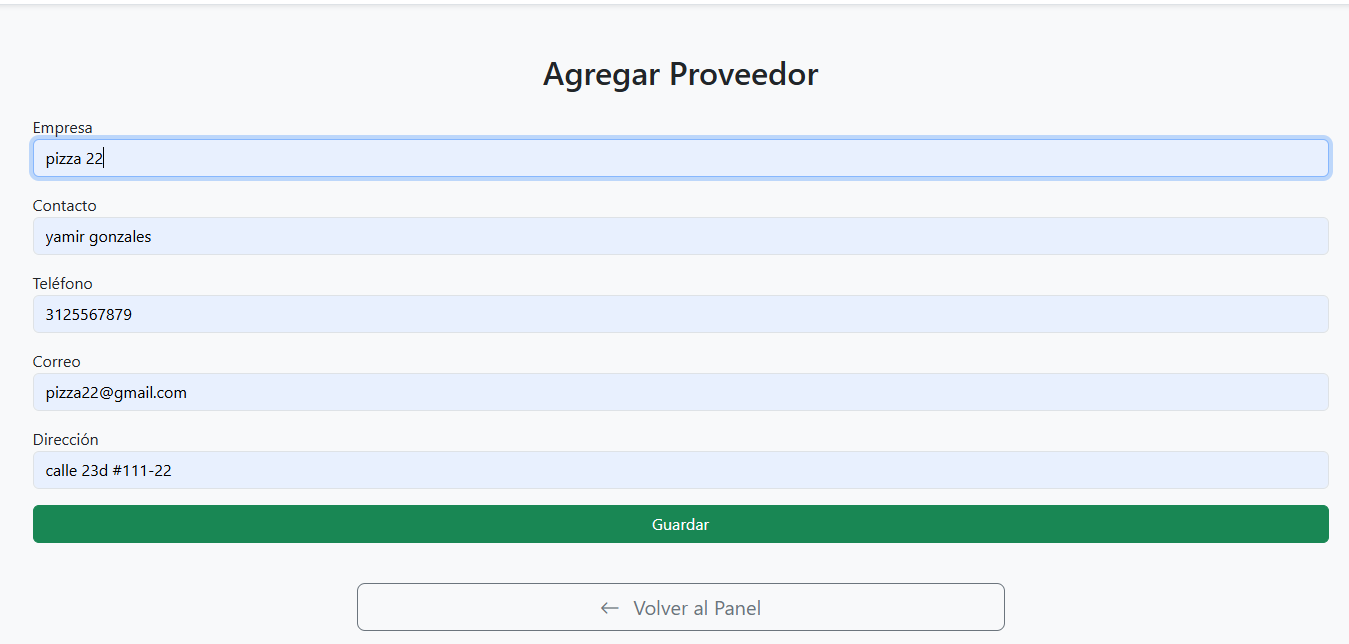 Agregar Proveedor
Empresa
pizza 22
Contacto
yamir gonzales
Teléfono
3125567879
Correo
pizza22@gmail.com
Dirección
calle 23d #111-22
Guardar
← Volver al Panel